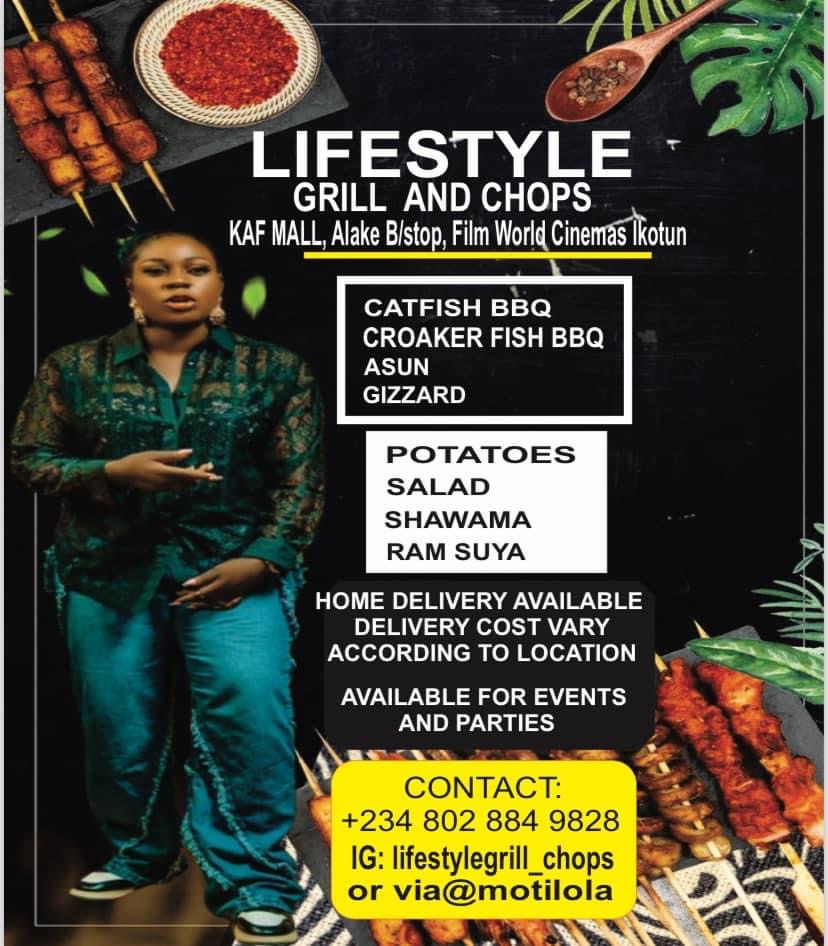 LIFESTYLE
GRILL AND CHOPS
KAF MALL, Alake B/stop, Film World Cinemas Ikotun
CATFISH BBQ
CROAKER FISH BBQ
ASUN
GIZZARD
POTATOES
SALAD
SHAWAMA
RAM SUYA
HOME DELIVERY AVAILABLE
DELIVERY COST VARY
ACCORDING TO LOCATION
AVAILABLE FOR EVENTS
AND PARTIES
CONTACT:
+234 802 884 9828
IG: lifestylegrill_chops
or via@motilola